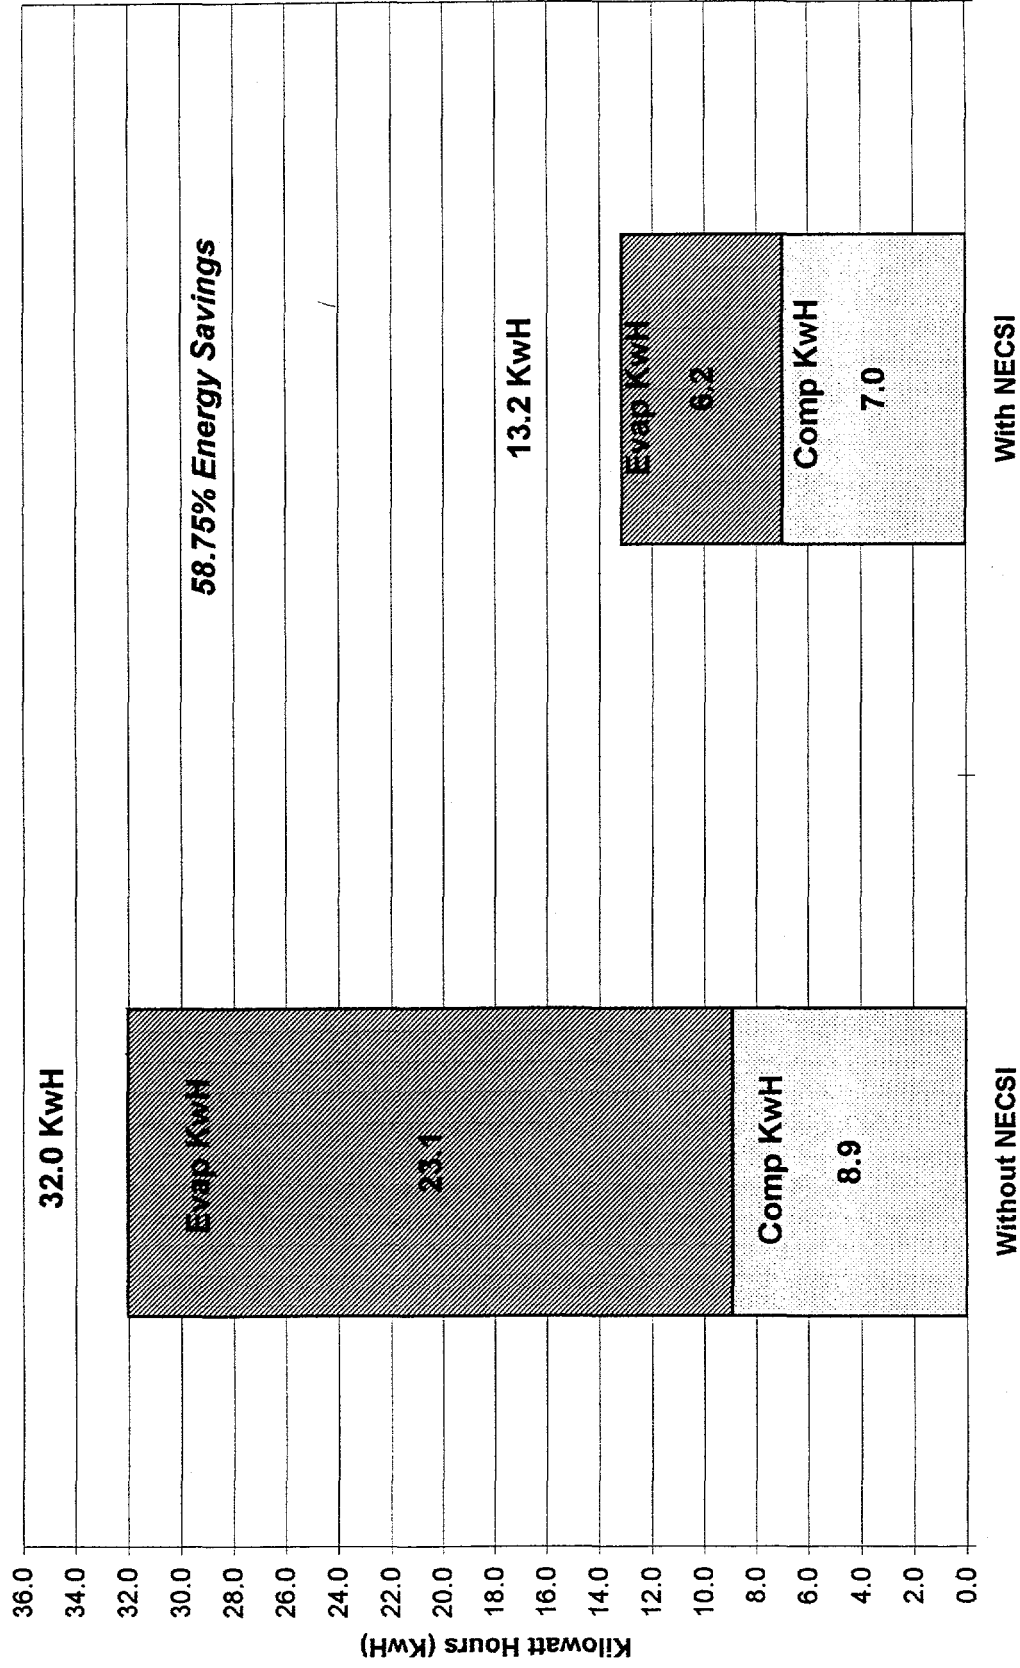 Kilowatt Hours (KwH)
36.0
34.0
32.0
30.0
28.0
26.0
24.0
22.0
20.0
18.0
16.0
14.0
12.0
10.0
8.0
6.0
4.0
2.0
0.0
32.0 KwH
Evap KwH
23.1
Comp KwH
8.9
Without NECSI
58.75% Energy Savings
13.2 KwH
Evap KwH
6.2
Comp KwH
7.0
With NECSI